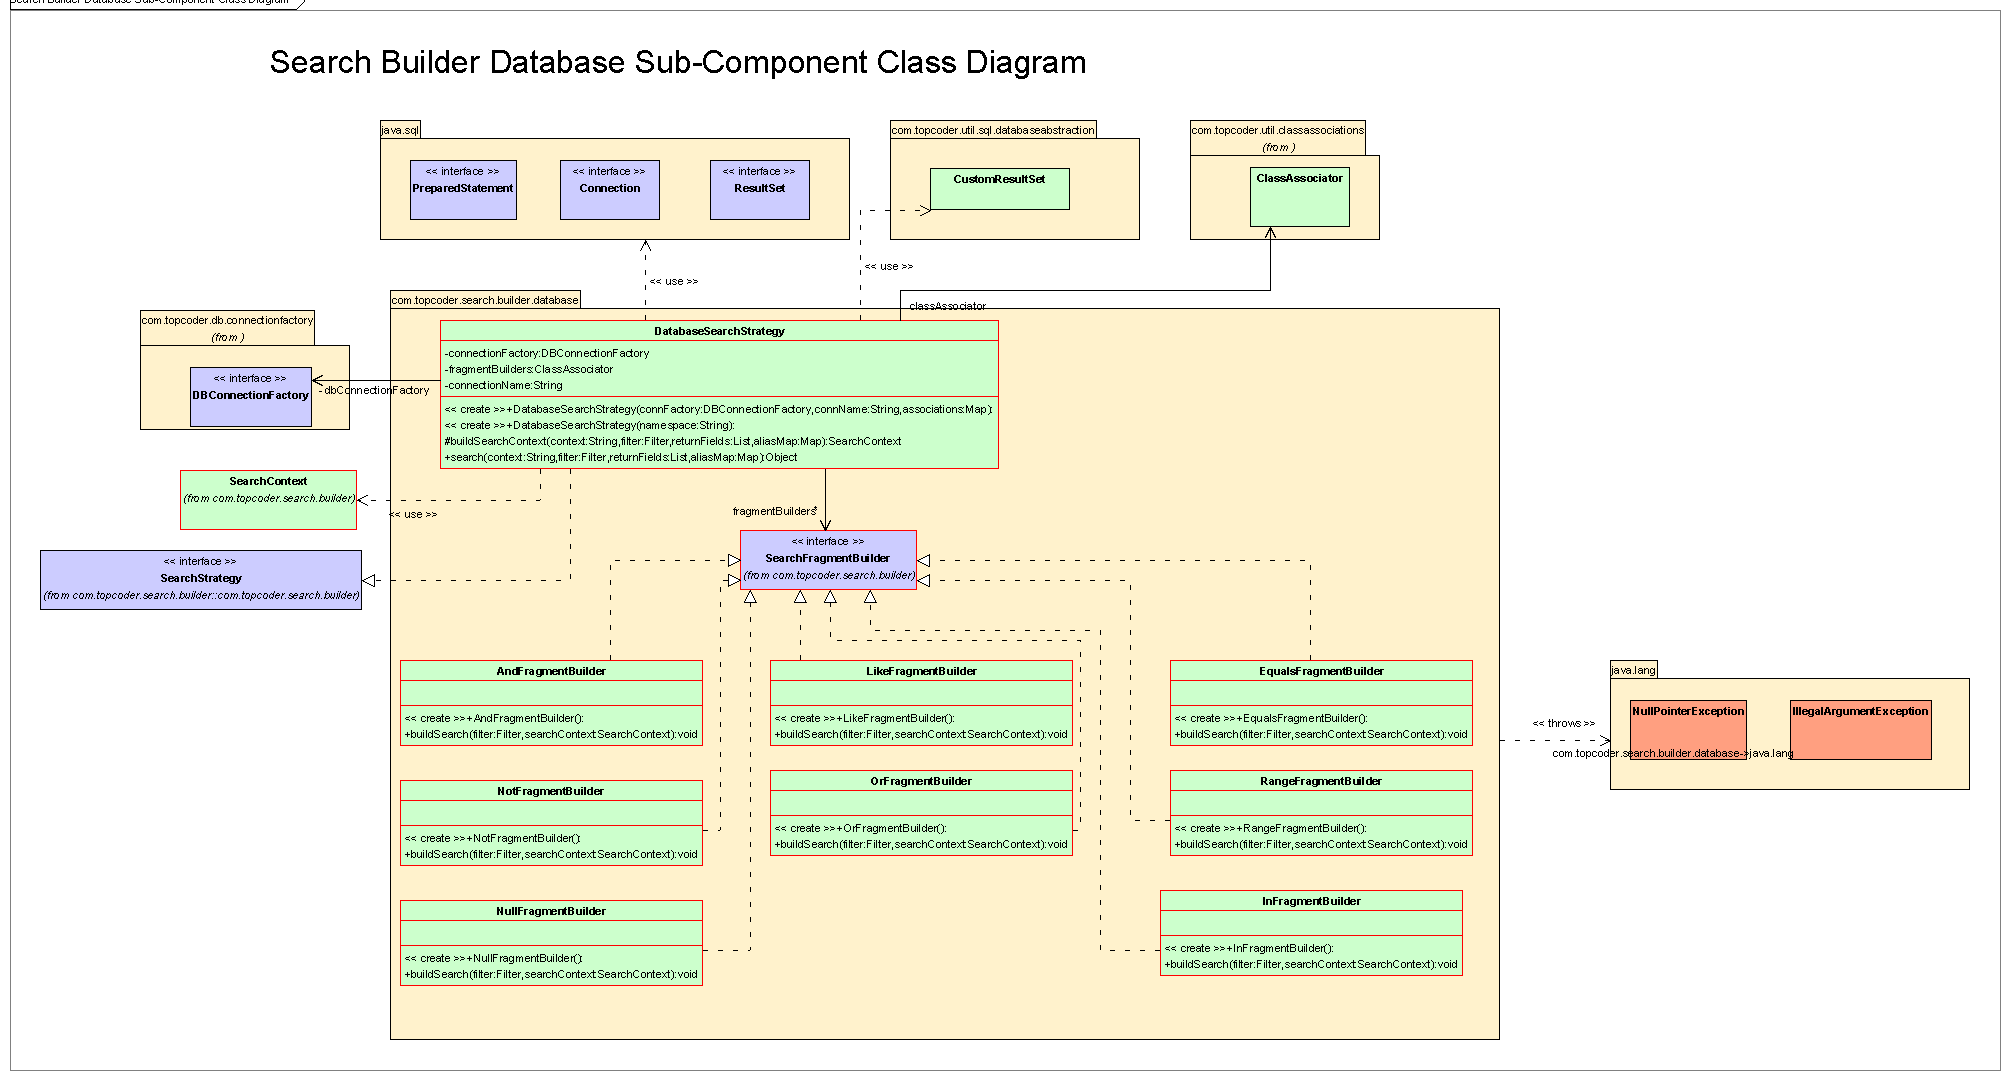 Search Builder Database Sub-Component Class Diagram
Search Builder Database Sub-Component Class Diagram
java.sql
<< interface >>
PreparedStatement
<< interface >>
Connection
<< interface >>
ResultSet
com.topcoder.util.sql.databaseabstraction
CustomResultSet
com.topcoder.util.classassociations
(from )
ClassAssociator
<< use >>
<< use >>
classAssociator
com.topcoder.db.connectionfactory
(from )
<< interface >>
DBConnectionFactory
-dbConnectionFactory
com.topcoder.search.builder.database
DatabaseSearchStrategy
-connectionFactory:DBConnectionFactory
-fragmentBuilders:ClassAssociator
-connectionName:String
<< create >>+DatabaseSearchStrategy(connFactory:DBConnectionFactory,connName:String,associations:Map):
<< create >>+DatabaseSearchStrategy(namespace:String):
#buildSearchContext(context:String,filter:Filter,returnFields:List,aliasMap:Map):SearchContext
+search(context:String,filter:Filter,returnFields:List,aliasMap:Map):Object
SearchContext
(from com.topcoder.search.builder)
<< use >>
<< interface >>
SearchStrategy
(from com.topcoder.search.builder::com.topcoder.search.builder)
fragmentBuilders*
<< interface >>
SearchFragmentBuilder
(from com.topcoder.search.builder)
AndFragmentBuilder
<< create >>+AndFragmentBuilder():
+buildSearch(filter:Filter,searchContext:SearchContext):void
LikeFragmentBuilder
<< create >>+LikeFragmentBuilder():
+buildSearch(filter:Filter,searchContext:SearchContext):void
EqualsFragmentBuilder
<< create >>+EqualsFragmentBuilder():
+buildSearch(filter:Filter,searchContext:SearchContext):void
NotFragmentBuilder
<< create >>+NotFragmentBuilder():
+buildSearch(filter:Filter,searchContext:SearchContext):void
OrFragmentBuilder
<< create >>+OrFragmentBuilder():
+buildSearch(filter:Filter,searchContext:SearchContext):void
RangeFragmentBuilder
<< create >>+RangeFragmentBuilder():
+buildSearch(filter:Filter,searchContext:SearchContext):void
NullFragmentBuilder
<< create >>+NullFragmentBuilder():
+buildSearch(filter:Filter,searchContext:SearchContext):void
InFragmentBuilder
<< create >>+InFragmentBuilder():
+buildSearch(filter:Filter,searchContext:SearchContext):void
java.lang
NullPointerException
IllegalArgumentException
<< throws >>
com.topcoder.search.builder.database->java.lang